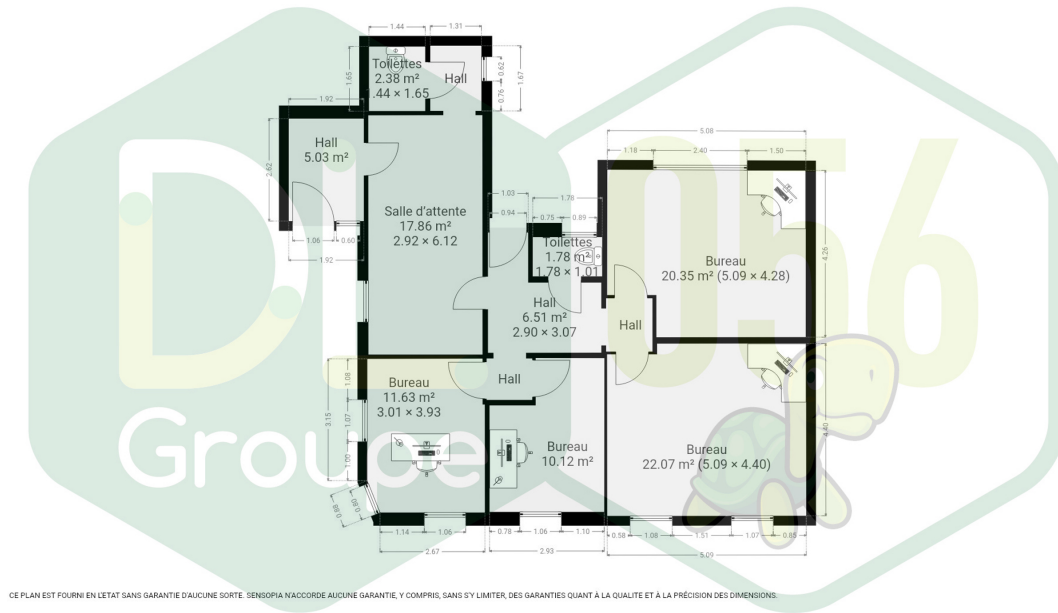 1.44
1.31
Toilettes
2.38 m²
.44 × 1.65
Hall
1.65
0.62
0.76
1.67
1.92
Hall
5.03 m²
2.62
1.06
0.60
1.92
Salle d'attente
17.86 m²
2.92 × 6.12
1.03
0.94
1.78
0.75
0.89
Toilettes
1.78 m²
1.78 × 1.01
5.08
1.18
2.40
1.50
Bureau
20.35 m² (5.09 × 4.28)
4.26
Hall
6.51 m²
2.90 × 3.07
Hall
Hall
Bureau
11.63 m²
3.01 × 3.93
1.08
1.07
1.00
3.15
0.80
0.88
Bureau
10.12 m²
Bureau
22.07 m² (5.09 × 4.40)
4.40
1.14
1.06
2.67
0.78
1.06
1.10
2.93
0.58
1.08
1.51
1.07
0.85
5.09
Di
Groupe
056
CE PLAN EST FOURNI EN L'ETAT SANS GARANTIE D'AUCUNE SORTE. SENSOPIA N'ACCORDE AUCUNE GARANTIE, Y COMPRIS, SANS S'Y LIMITER, DES GARANTIES QUANT À LA QUALITE ET À LA PRÉCISION DES DIMENSIONS.